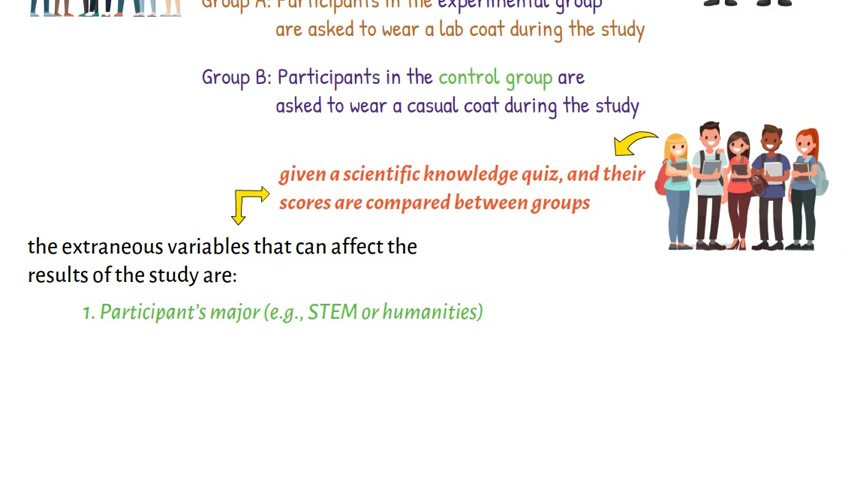 Group A: Participants in the experimental group
are asked to wear a lab coat during the study
Group B: Participants in the control group are
asked to wear a casual coat during the study
given a scientific knowledge quiz, and their
scores are compared between groups
the extraneous variables that can affect the
results of the study are:
1. Participant's major (e.g., STEM or humanities)